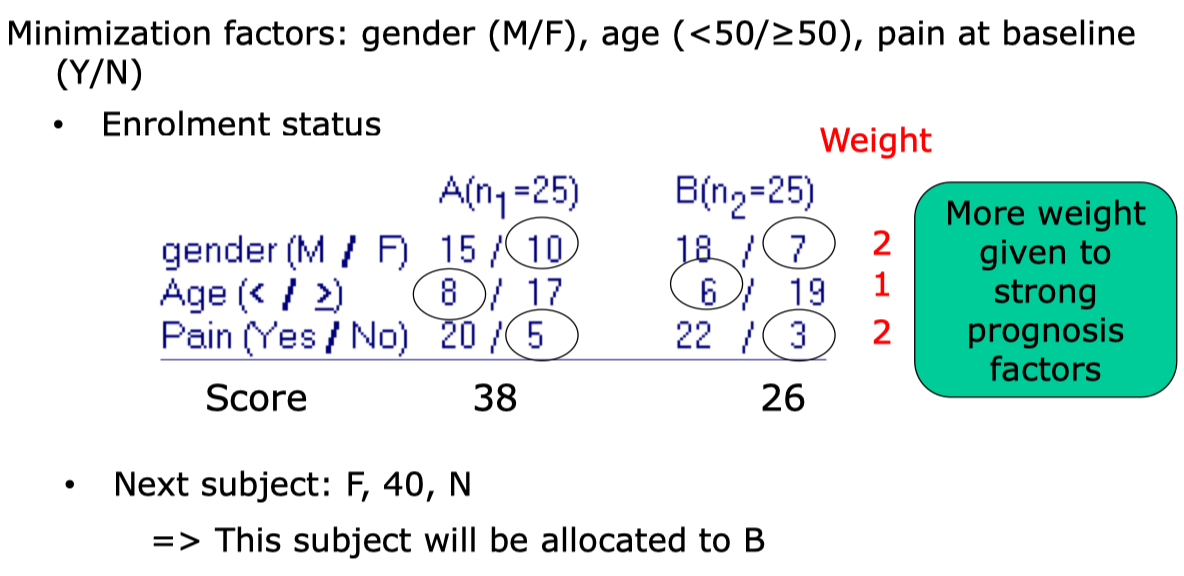 Minimization factors: gender (M/F), age (<50/≥50), pain at baseline
(Y/N)
• Enrolment status
Weight
A(n₁=25) B(n₂=25)
gender (M / F) 15 / 10 18 / 7 2
Age (< / ≥) 8 / 17 6 / 19 1
Pain (Yes / No) 20 / 5 22 / 3 2
Score 38 26
More weight
given to
strong
prognosis
factors
• Next subject: F, 40, N
=> This subject will be allocated to B